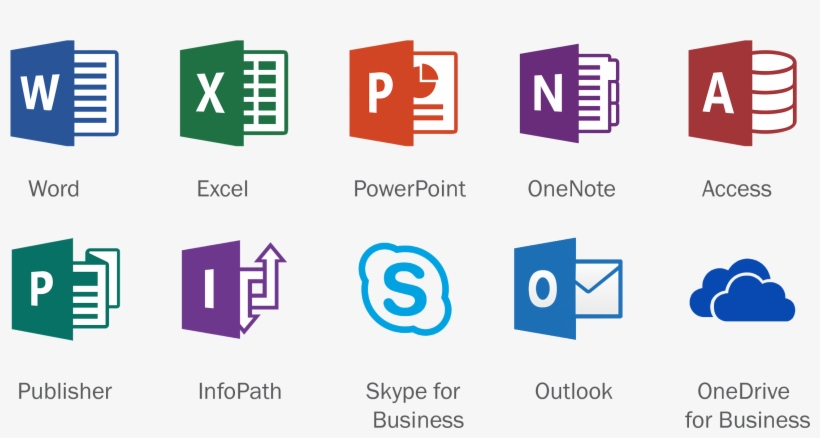 W X P N A
Word Excel PowerPoint OneNote Access
P I S O
Publisher InfoPath Skype for Business Outlook OneDrive for Business